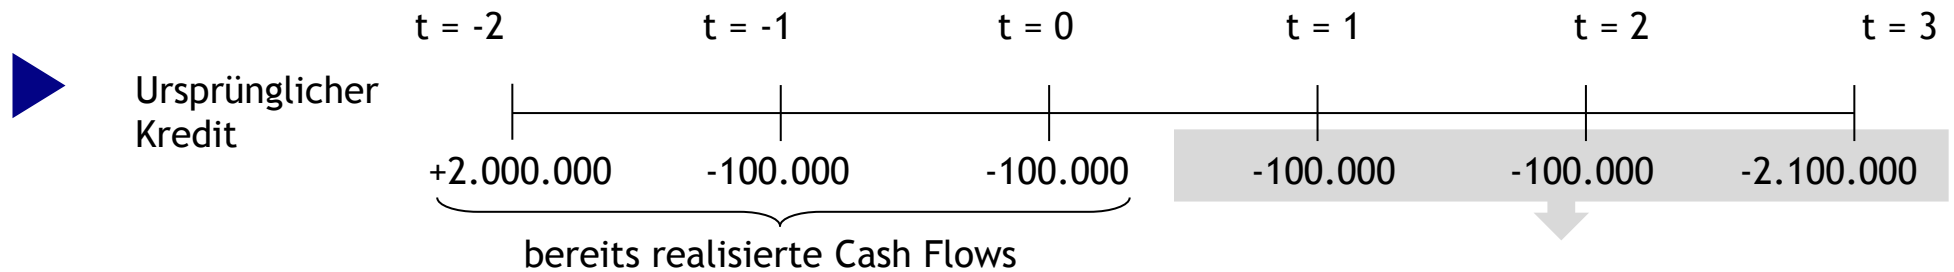 t = -2 t = -1 t = 0 t = 1 t = 2 t = 3
Ursprünglicher
Kredit
+2.000.000 -100.000 -100.000 -100.000 -100.000 -2.100.000
bereits realisierte Cash Flows